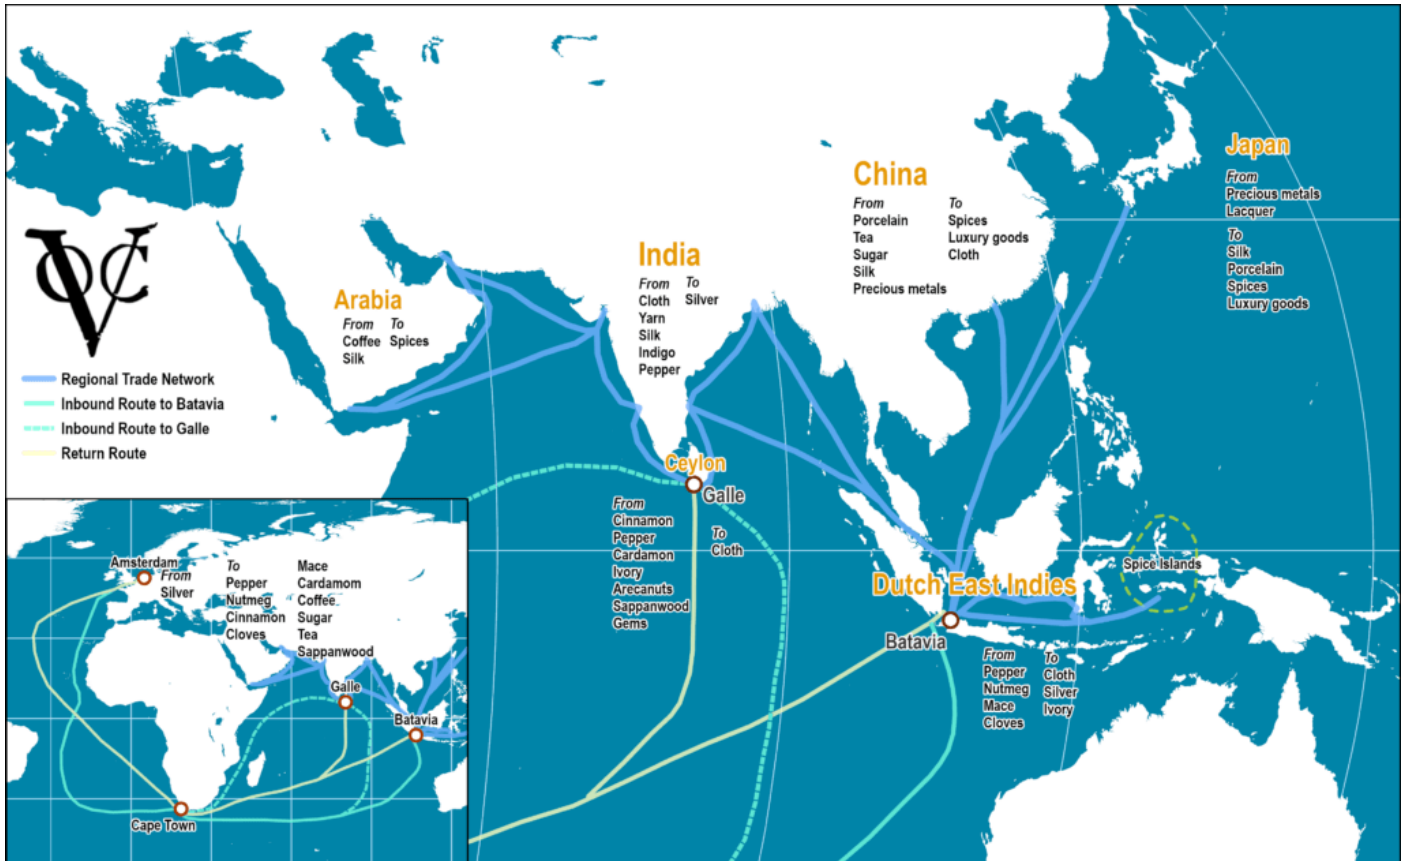 VOC
Regional Trade Network
Inbound Route to Batavia
Inbound Route to Galle
Return Route
Arabia
From
Coffee
Silk
To
Spices
India
From
Cloth
Yarn
Silk
Indigo
Pepper
To
Silver
China
From
Porcelain
Tea
Sugar
Silk
Precious metals
To
Spices
Luxury goods
Cloth
Japan
From
Precious metals
Lacquer
To
Silk
Porcelain
Spices
Luxury goods
Ceylon
Galle
From
Cinnamon
Pepper
Cardamon
Ivory
Arecanuts
Sappanwood
Gems
To
Cloth
Dutch East Indies
Batavia
From
Pepper
Nutmeg
Mace
Cloves
To
Cloth
Silver
Ivory
Spice Islands
Amsterdam
From
Silver
To
Pepper
Nutmeg
Cinnamon
Cloves
Mace
Cardamom
Coffee
Sugar
Tea
Sappanwood
Galle
Batavia
Cape Town